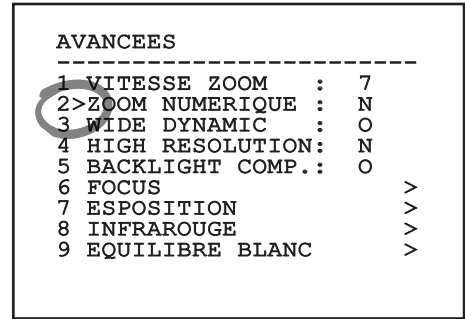 AVANCEES
-------------------------
1 VITESSE ZOOM : 7
2>ZOOM NUMERIQUE : N
3 WIDE DYNAMIC : O
4 HIGH RESOLUTION: N
5 BACKLIGHT COMP.: O
6 FOCUS >
7 ESPOSITION >
8 INFRAROUGE >
9 EQUILIBRE BLANC >